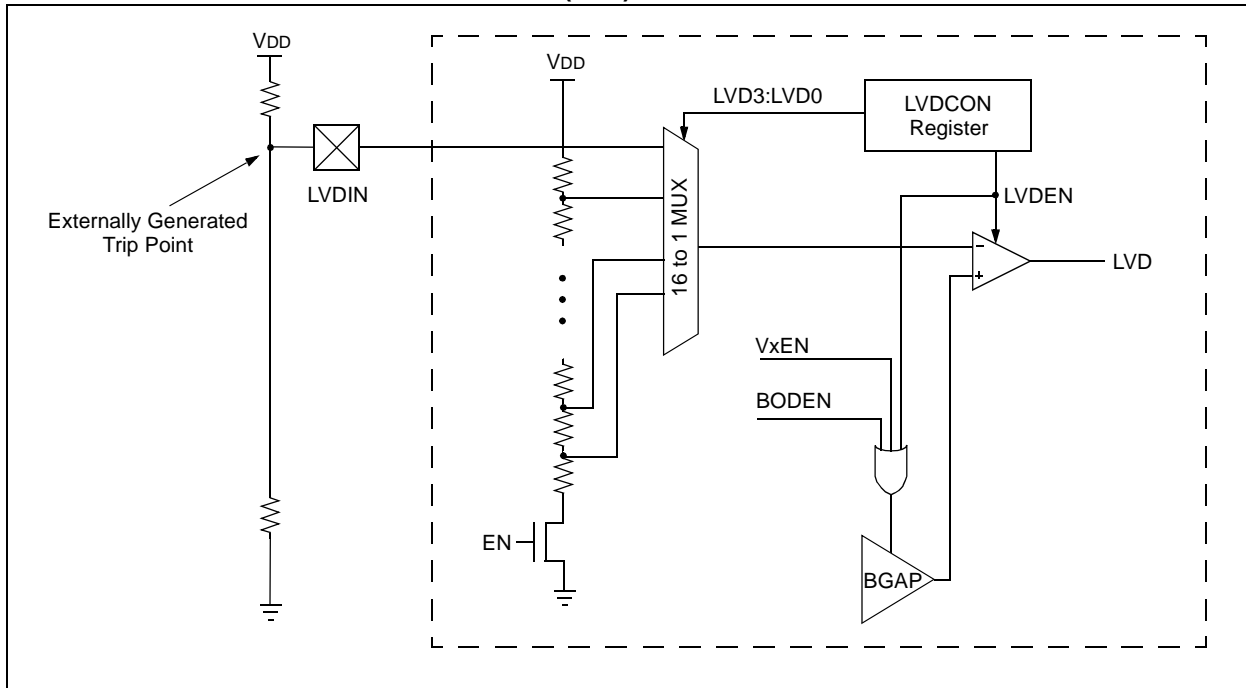 VDD
VDD
LVD3:LVD0
LVDCON
Register
LVDIN
16 to 1 MUX
LVDEN
Externally Generated
Trip Point
–
+
LVD
VxEN
BODEN
EN
BGAP